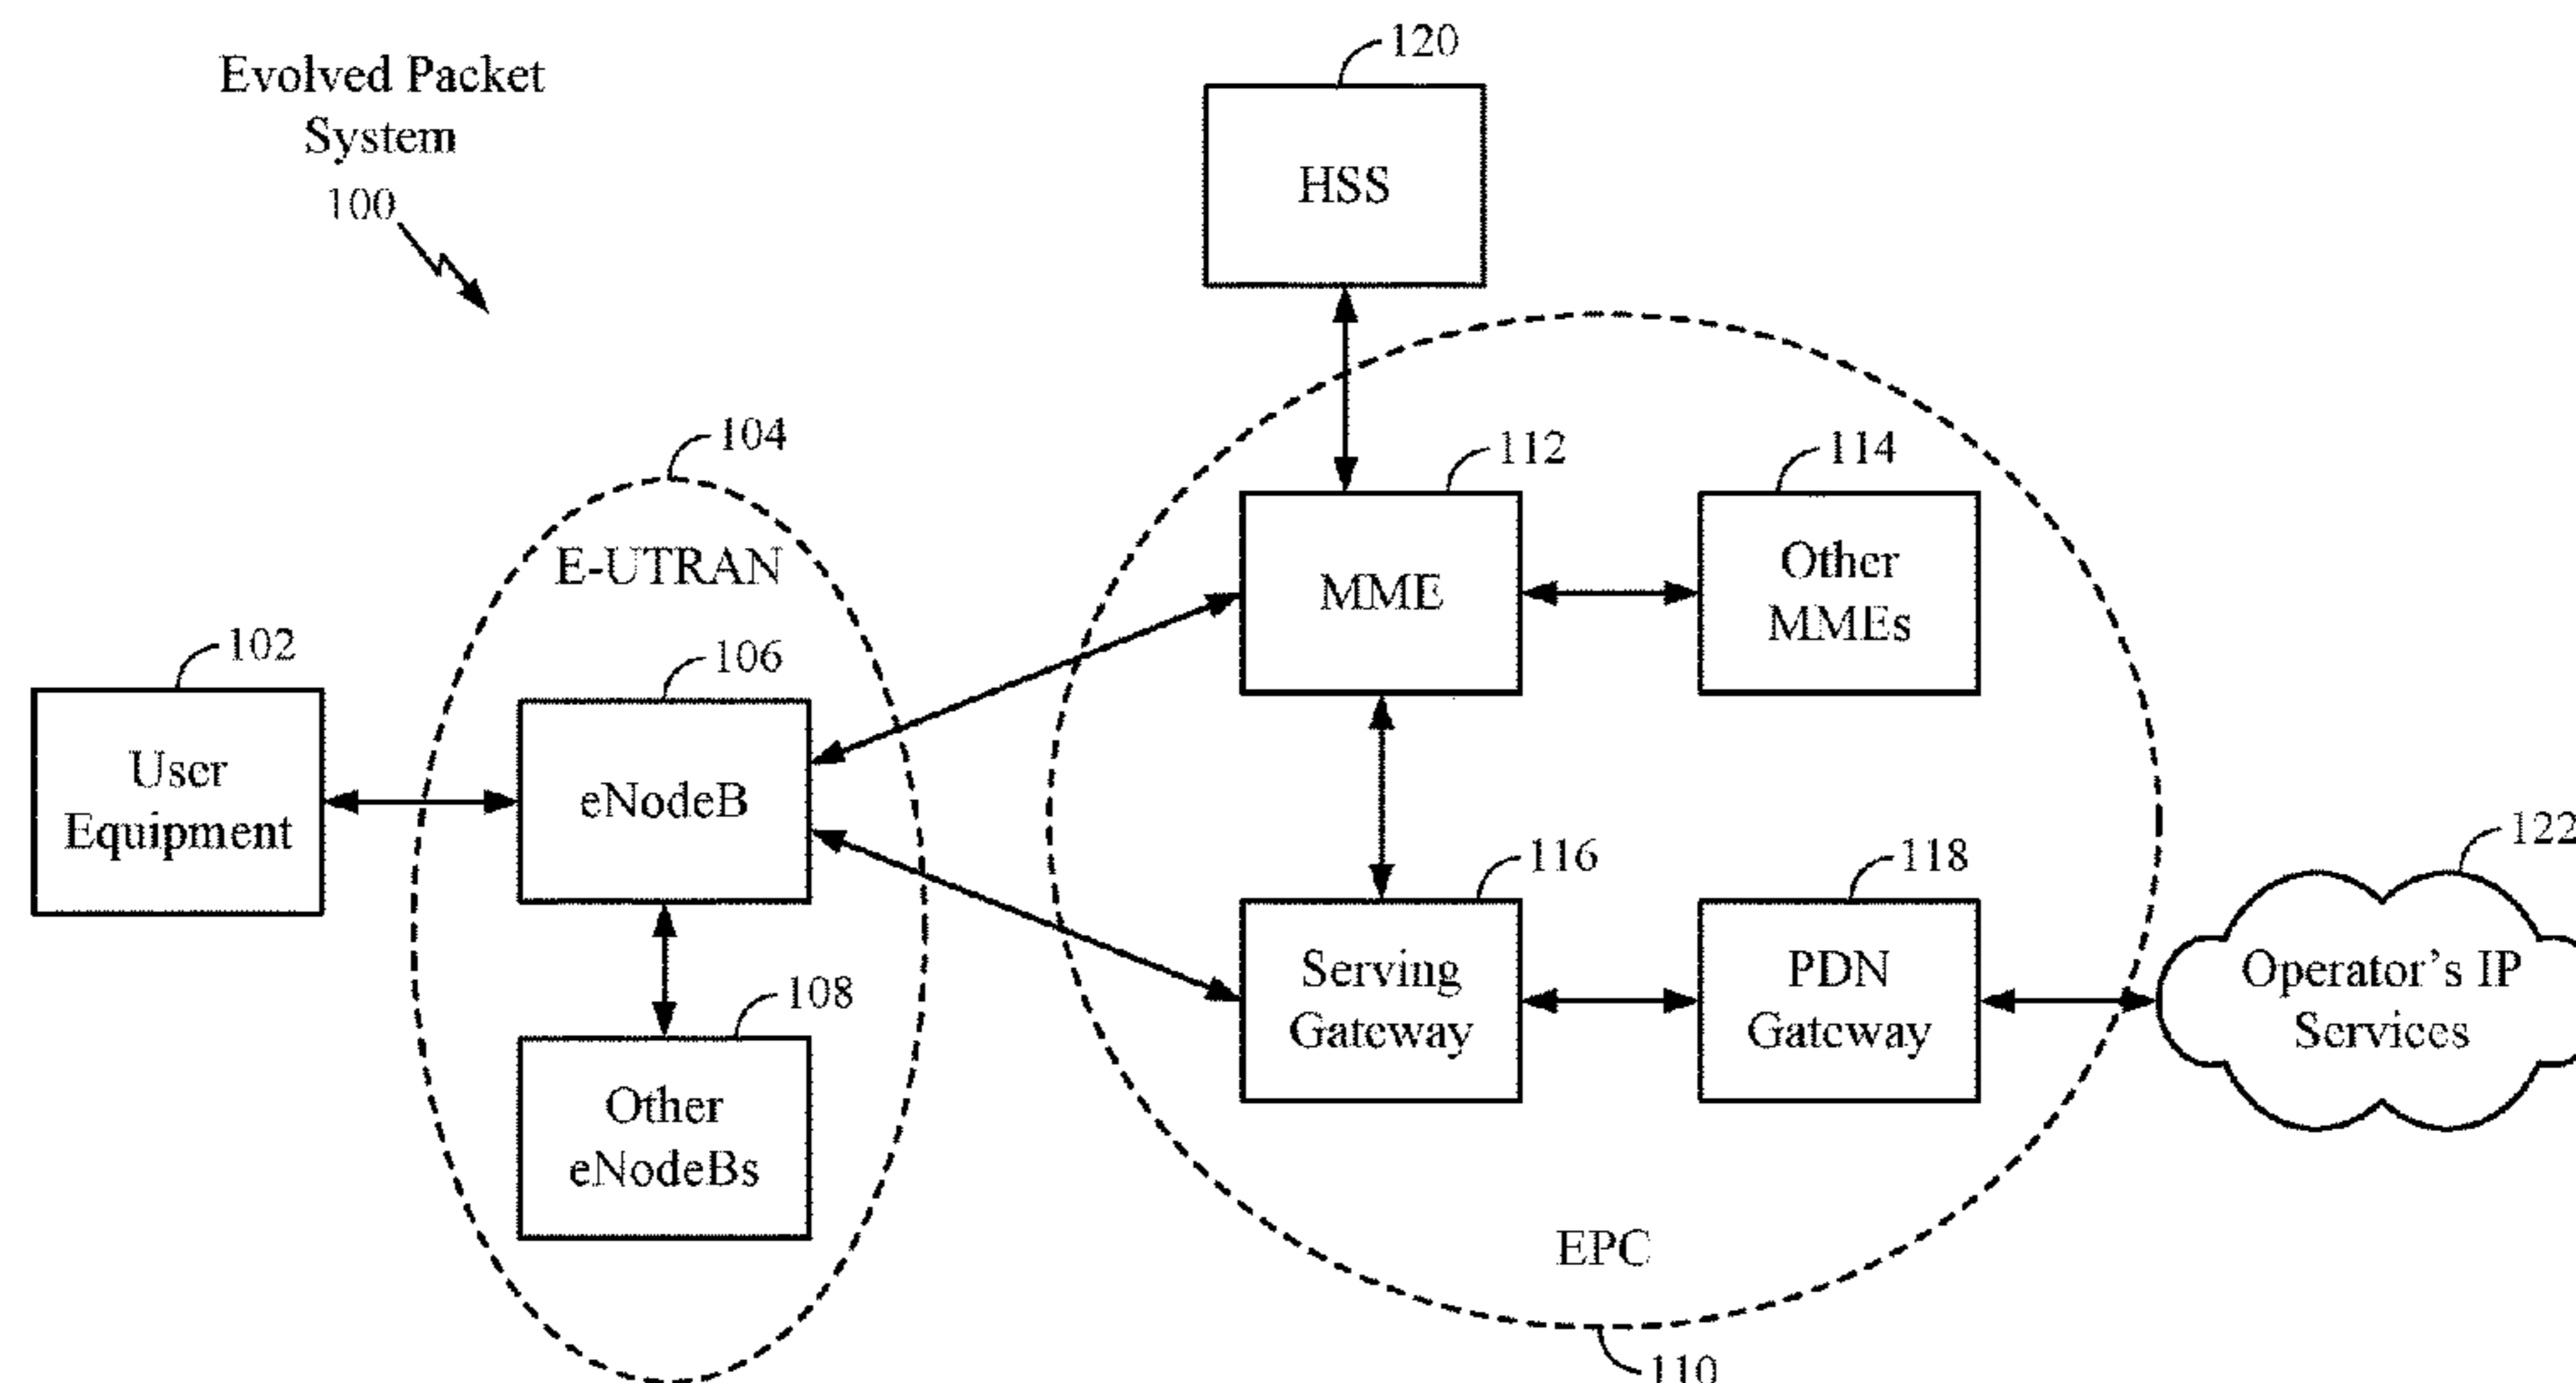 Evolved Packet
System
100
120
HSS
104
E-UTRAN
112
MME
114
Other
MMEs
102
User
Equipment
106
eNodeB
108
Other
eNodeBs
116
Serving
Gateway
118
PDN
Gateway
122
Operator's IP
Services
EPC
110